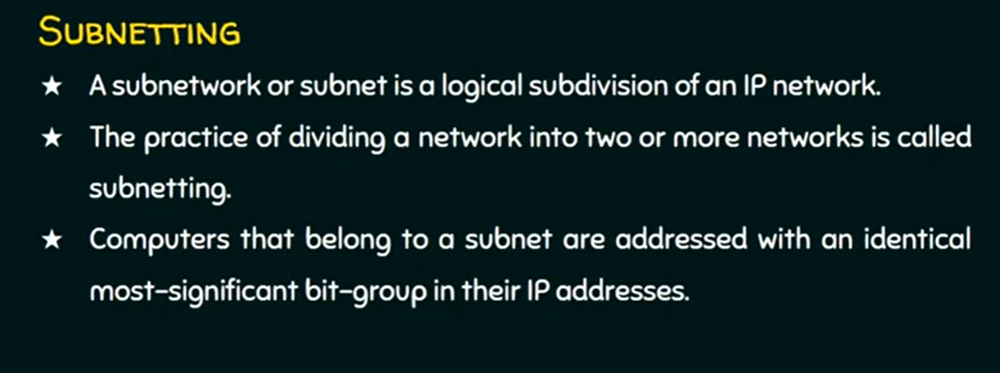 SUBNETTING
★ A subnetwork or subnet is a logical subdivision of an IP network.
★ The practice of dividing a network into two or more networks is called
subnetting.
★ Computers that belong to a subnet are addressed with an identical
most-significant bit-group in their IP addresses.